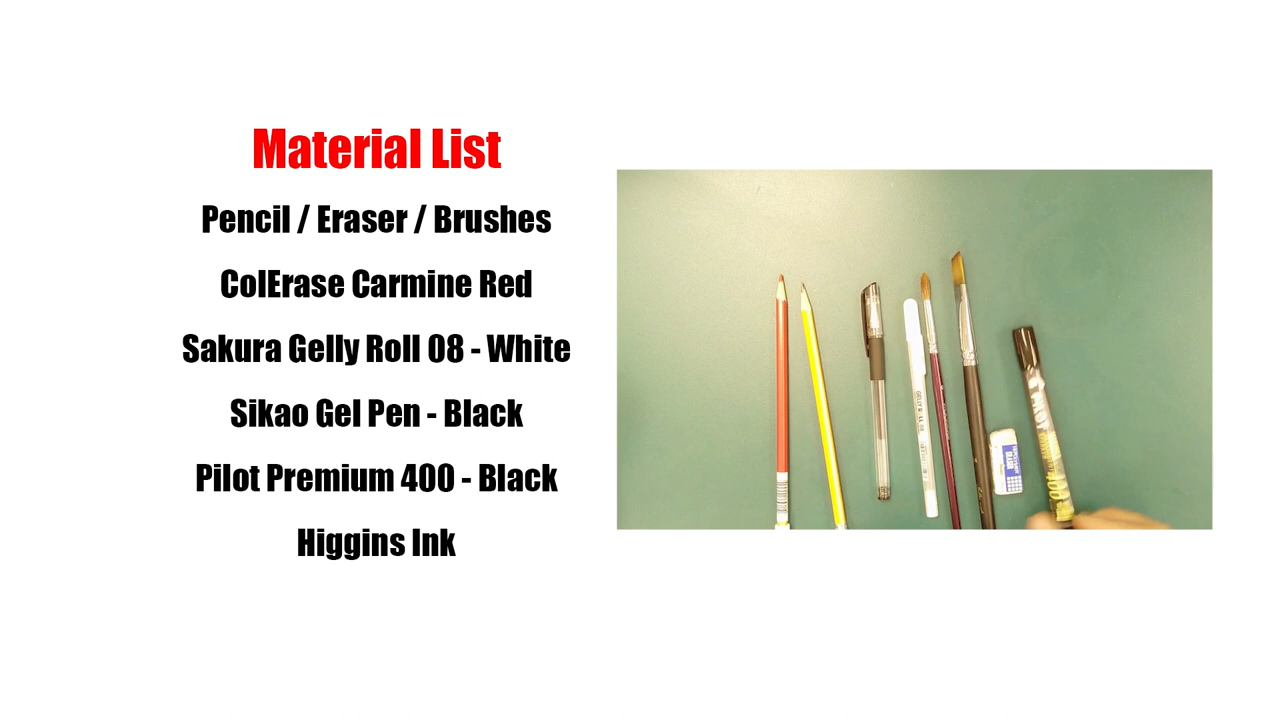 Material List
Pencil / Eraser / Brushes
ColErase Carmine Red
Sakura Gelly Roll 08 - White
Sikao Gel Pen - Black
Pilot Premium 400 - Black
Higgins Ink
GELLY